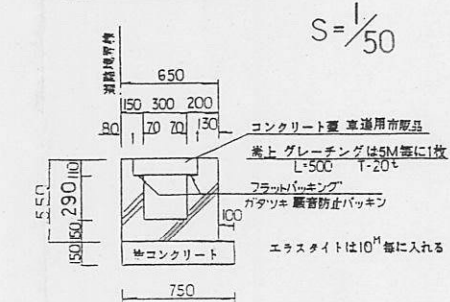 S=1/50
道路境界線
650
150 300 200
80 70 70 130
コンクリート蓋 車道用市販品
嵩上 グレーチングは5M毎に1枚
L=500 T-20t
フラットパッキング
ガタツキ 騒音防止パッキン
エラスタイトは10M毎に入れる
550
110
290
150
150
100
コンクリート
750